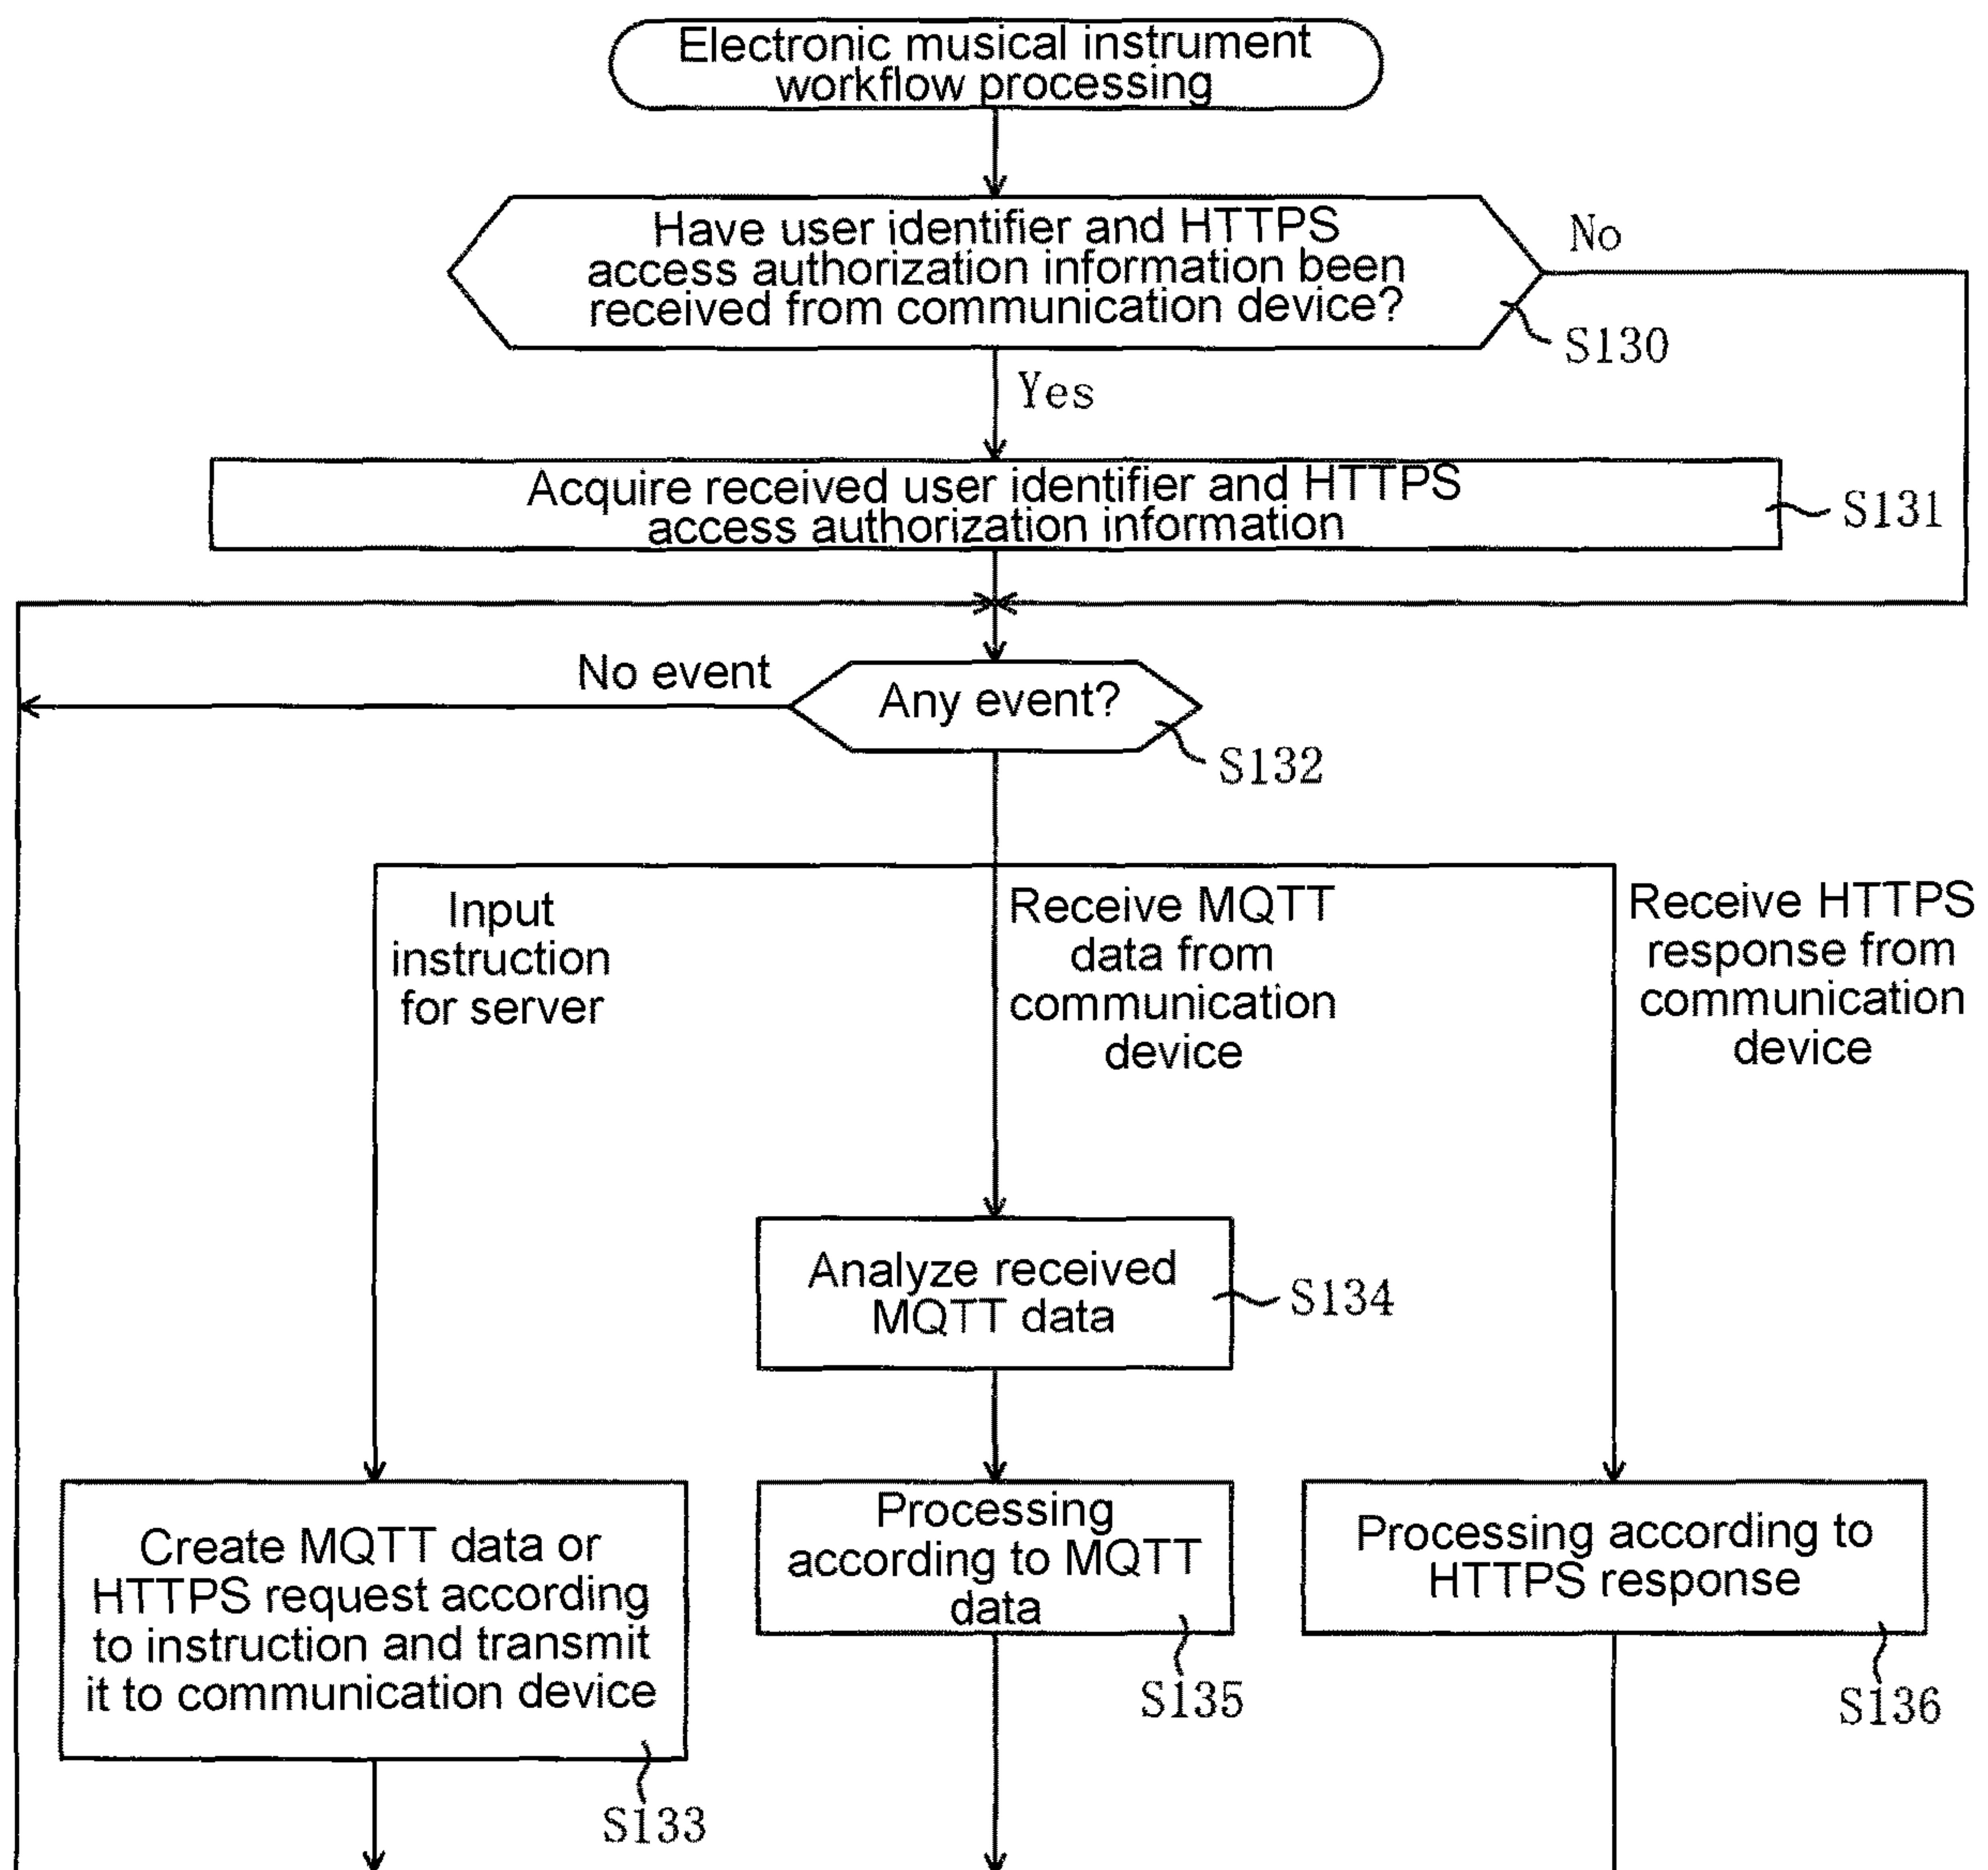 Electronic musical instrument
workflow processing
Have user identifier and HTTPS
access authorization information been
received from communication device?
No
S130
Yes
Acquire received user identifier and HTTPS
access authorization information
S131
No event
Any event?
S132
Input
instruction
for server
Receive MQTT
data from
communication
device
Receive HTTPS
response from
communication
device
Analyze received
MQTT data
S134
Create MQTT data or
HTTPS request according
to instruction and transmit
it to communication device
S133
Processing
according to MQTT
data
S135
Processing according to
HTTPS response
S136